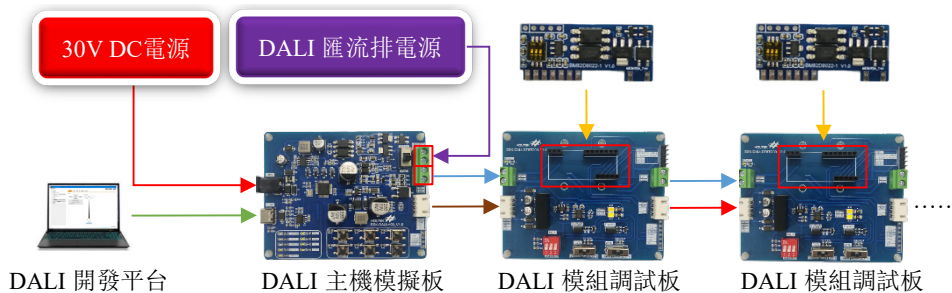 30V DC電源
DALI 匯流排電源
DALI 開發平台
DALI 主機模擬板
DALI 模組調試板
DALI 模組調試板
……